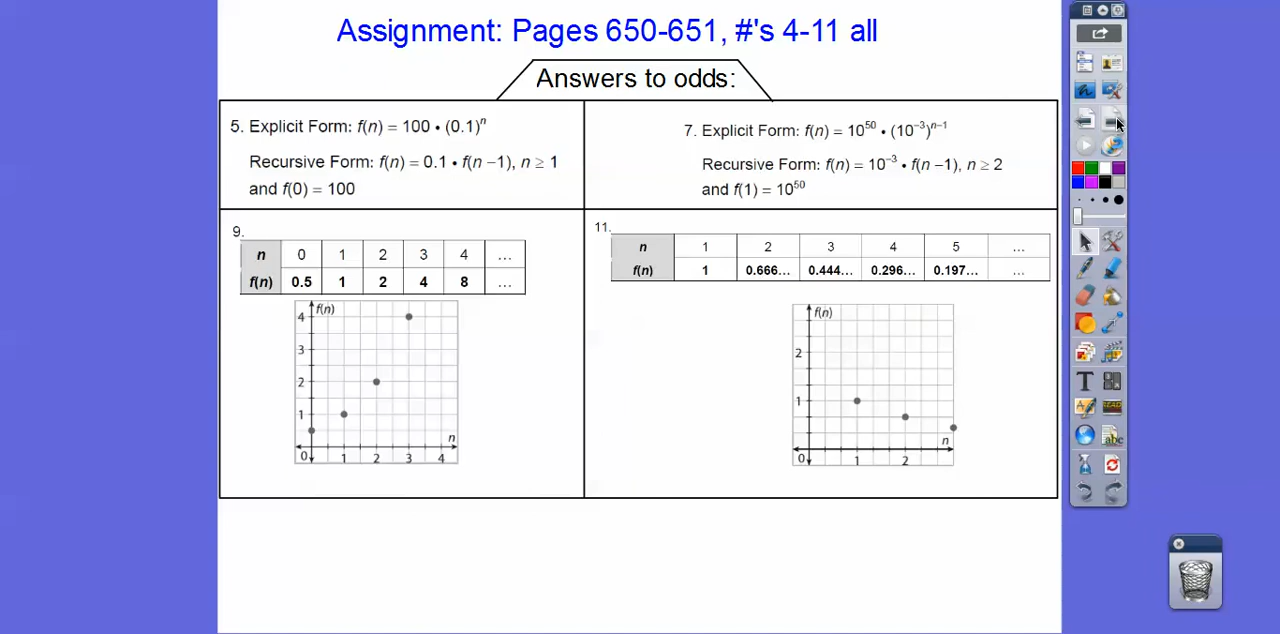 Assignment: Pages 650-651, #'s 4-11 all
Answers to odds:
5. Explicit Form: f(n) = 100 • (0.1)ⁿ
Recursive Form: f(n) = 0.1 • f(n −1), n ≥ 1
and f(0) = 100
7. Explicit Form: f(n) = 10⁵⁰ • (10⁻³)ⁿ⁻¹
Recursive Form: f(n) = 10⁻³ • f(n −1), n ≥ 2
and f(1) = 10⁵⁰
9.
n 0 1 2 3 4 ...
f(n) 0.5 1 2 4 8 ...
f(n)
4
3
2
1
n
0 1 2 3 4
11.
n 1 2 3 4 5 ...
f(n) 1 0.666... 0.444... 0.296... 0.197... ...
f(n)
2
1
n
0 1 2
T
abc